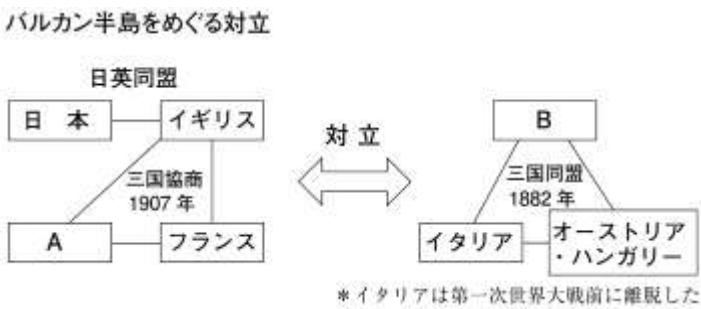 バルカン半島をめぐる対立
日英同盟
日 本
イギリス
三国協商
1907 年
A
フランス
対 立
B
三国同盟
1882 年
イタリア
オーストリア
・ハンガリー
*イタリアは第一次世界大戦前に離脱した